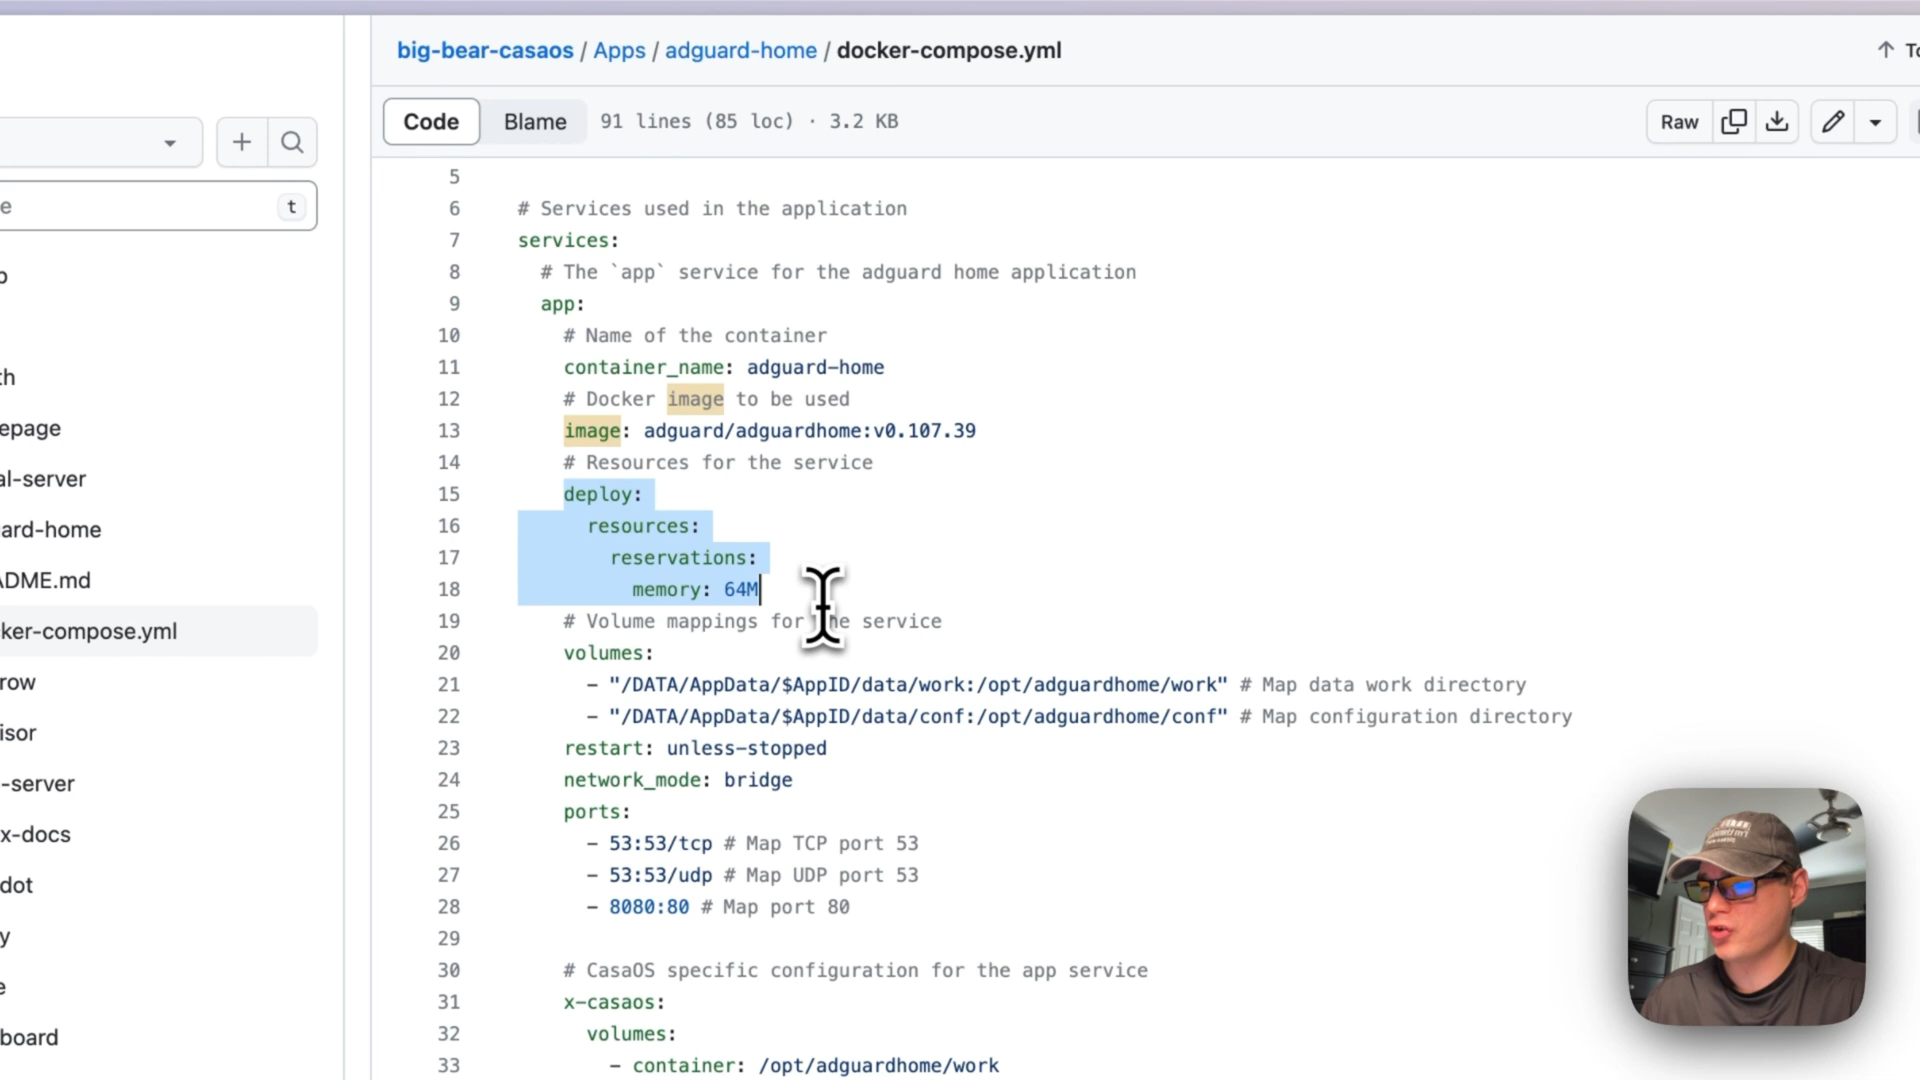 big-bear-casaos / Apps / adguard-home / docker-compose.yml
↑ To
Code Blame 91 lines (85 loc) · 3.2 KB
Raw
e t
p
th
epage
al-server
ard-home
ADME.md
ker-compose.yml
row
isor
-server
x-docs
dot
y
e
board
5
6 # Services used in the application
7 services:
8 # The `app` service for the adguard home application
9 app:
10 # Name of the container
11 container_name: adguard-home
12 # Docker image to be used
13 image: adguard/adguardhome:v0.107.39
14 # Resources for the service
15 deploy:
16 resources:
17 reservations:
18 memory: 64M
19 # Volume mappings for the service
20 volumes:
21 - "/DATA/AppData/$AppID/data/work:/opt/adguardhome/work" # Map data work directory
22 - "/DATA/AppData/$AppID/data/conf:/opt/adguardhome/conf" # Map configuration directory
23 restart: unless-stopped
24 network_mode: bridge
25 ports:
26 - 53:53/tcp # Map TCP port 53
27 - 53:53/udp # Map UDP port 53
28 - 8080:80 # Map port 80
29
30 # CasaOS specific configuration for the app service
31 x-casaos:
32 volumes:
33 - container: /opt/adguardhome/work